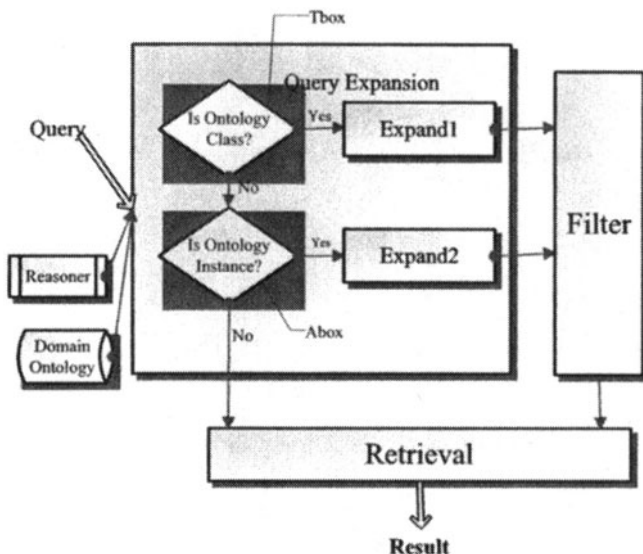 Tbox
Query Expansion
Is Ontology
Class?
Yes
Expand1
Query
No
Filter
Is Ontology
Instance?
Yes
Expand2
Reasoner
Domain
Ontology
No
Abox
Retrieval
Result